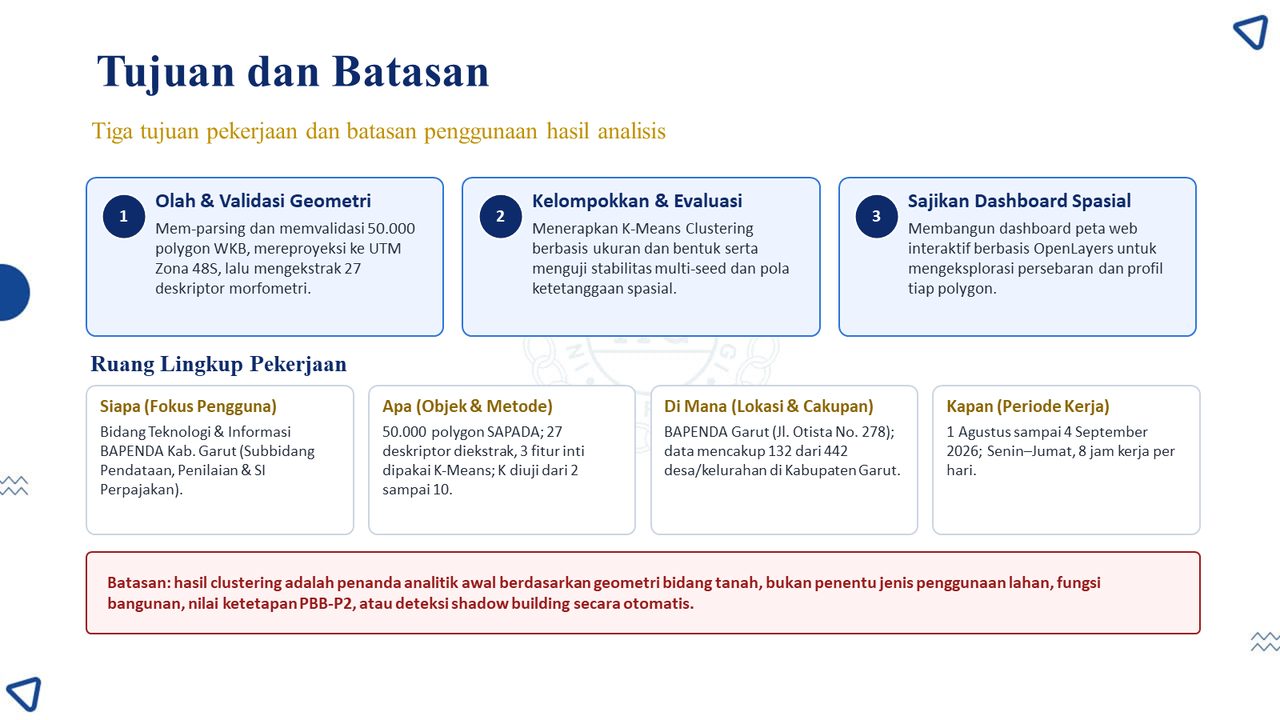 Tujuan dan Batasan
Tiga tujuan pekerjaan dan batasan penggunaan hasil analisis
1
Olah & Validasi Geometri
Mem-parsing dan memvalidasi 50.000
polygon WKB, mereproyeksi ke UTM
Zona 48S, lalu mengekstrak 27
deskriptor morfometri.
2
Kelompokkan & Evaluasi
Menerapkan K-Means Clustering
berbasis ukuran dan bentuk serta
menguji stabilitas multi-seed dan pola
ketetanggaan spasial.
3
Sajikan Dashboard Spasial
Membangun dashboard peta web
interaktif berbasis OpenLayers untuk
mengeksplorasi persebaran dan profil
tiap polygon.
Ruang Lingkup Pekerjaan
Siapa (Fokus Pengguna)
Bidang Teknologi & Informasi
BAPENDA Kab. Garut (Subbidang
Pendataan, Penilaian & SI
Perpajakan).
Apa (Objek & Metode)
50.000 polygon SAPADA; 27
deskriptor diekstrak, 3 fitur inti
dipakai K-Means; K diuji dari 2
sampai 10.
Di Mana (Lokasi & Cakupan)
BAPENDA Garut (Jl. Otista No. 278);
data mencakup 132 dari 442
desa/kelurahan di Kabupaten Garut.
Kapan (Periode Kerja)
1 Agustus sampai 4 September
2026; Senin–Jumat, 8 jam kerja per
hari.
Batasan: hasil clustering adalah penanda analitik awal berdasarkan geometri bidang tanah, bukan penentu jenis penggunaan lahan, fungsi
bangunan, nilai ketetapan PBB-P2, atau deteksi shadow building secara otomatis.